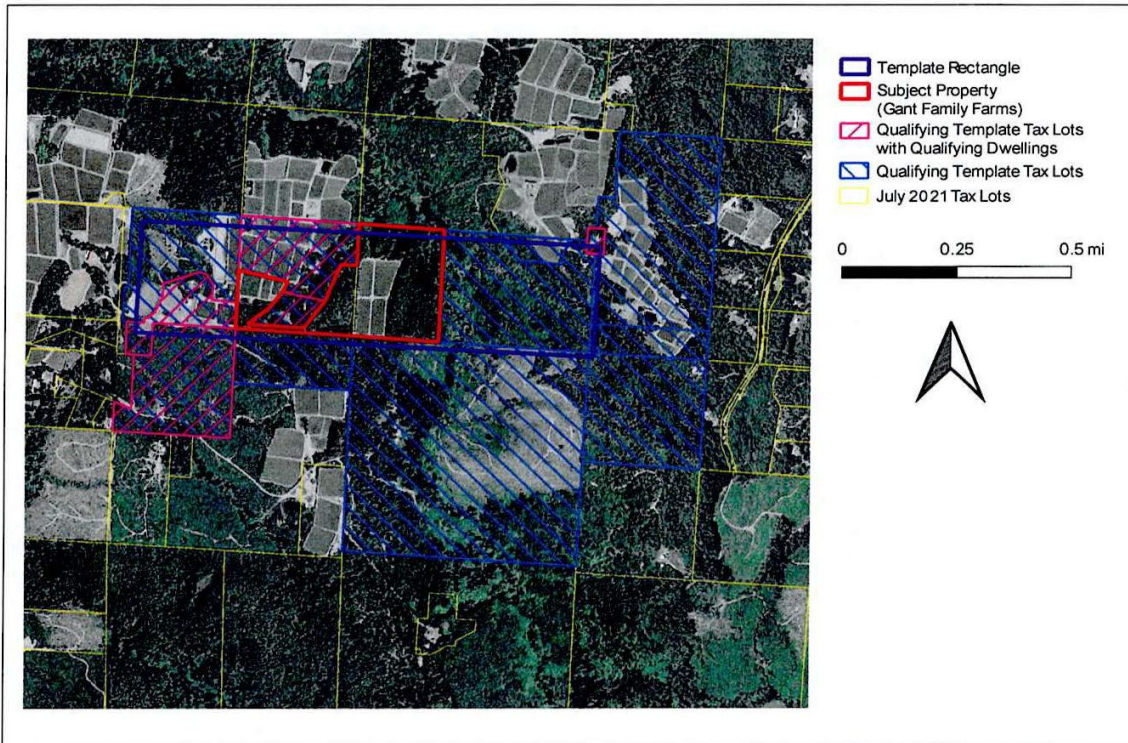 Template Rectangle
Subject Property
(Gant Family Farms)
Qualifying Template Tax Lots
with Qualifying Dwellings
Qualifying Template Tax Lots
July 2021 Tax Lots
0 0.25 0.5 mi